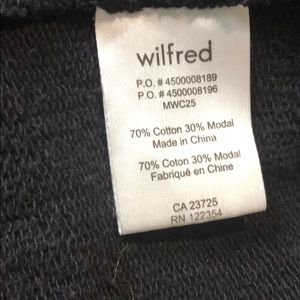 wilfred
P.O. # 4500008189
P.O. # 4500008196
MWC25
70% Cotton 30% Modal
Made in China
70% Coton 30% Modal
Fabriqué en Chine
CA 23725
RN 122354